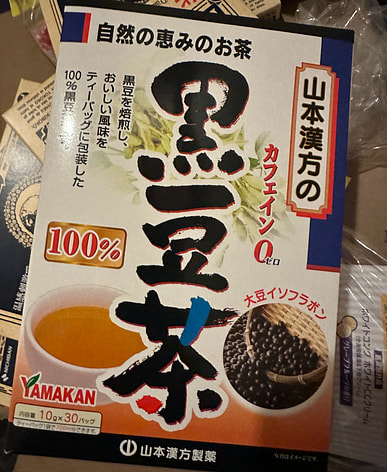 自然の恵みのお茶
山本漢方の
黒豆茶
黒豆を焙煎し、
おいしい風味を
ティーバッグに包装した
100%黒豆
カフェイン
0
ゼロ
100%
大豆イソフラボン
YAMAKAN
内容量 10g×30バッグ
山本漢方製薬